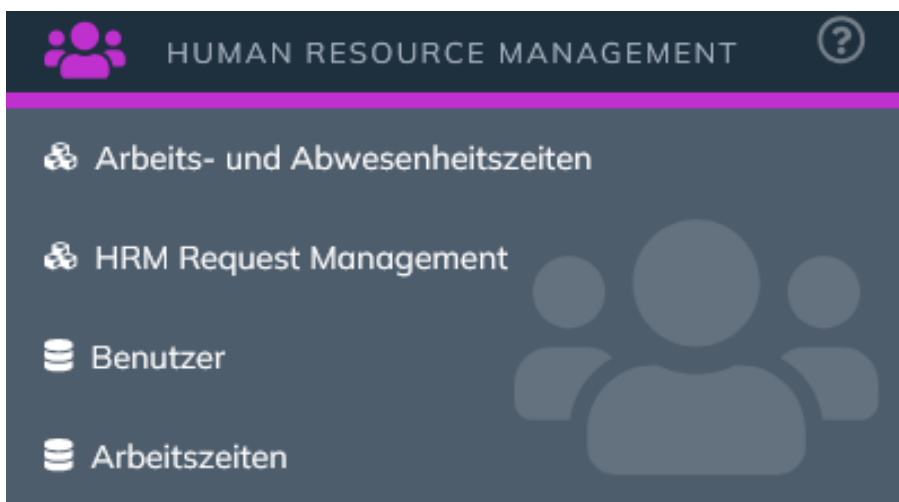 HUMAN RESOURCE MANAGEMENT ?
Arbeits- und Abwesenheitszeiten
HRM Request Management
Benutzer
Arbeitszeiten